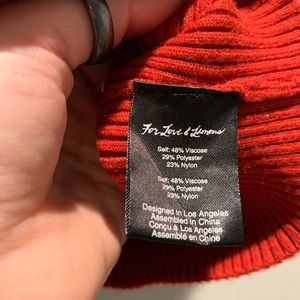 For Love & Lemons
Self: 48% Viscose
29% Polyester
23% Nylon
Soi: 48% Viscose
29% Polyester
23% Nylon
Designed in Los Angeles
Assembled in China
Conçu à Los Angeles
Assemblé en Chine